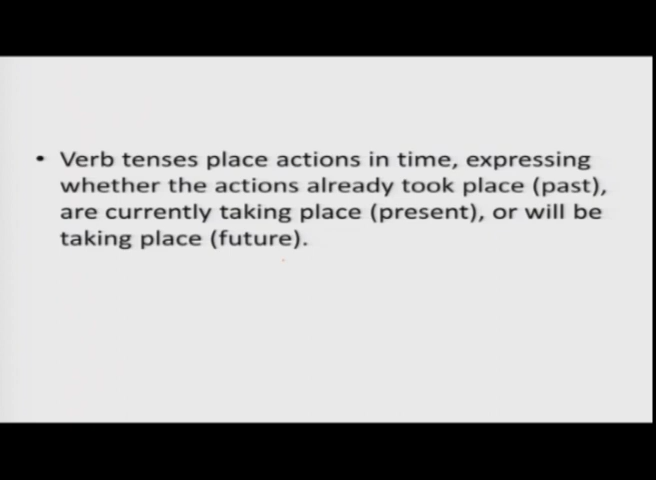 • Verb tenses place actions in time, expressing
whether the actions already took place (past),
are currently taking place (present), or will be
taking place (future).